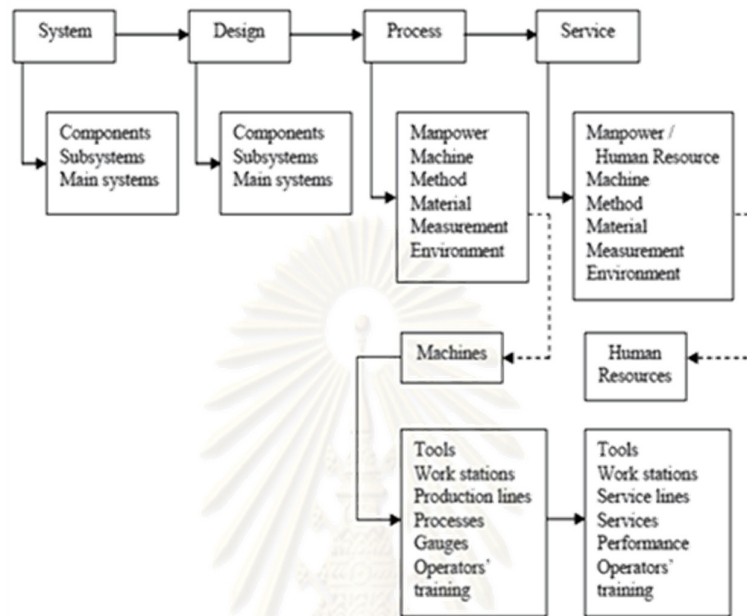 System
Design
Process
Service
Components
Subsystems
Main systems
Components
Subsystems
Main systems
Manpower
Machine
Method
Material
Measurement
Environment
Manpower /
Human Resource
Machine
Method
Material
Measurement
Environment
Machines
Human
Resources
Tools
Work stations
Production lines
Processes
Gauges
Operators’
training
Tools
Work stations
Service lines
Services
Performance
Operators’
training